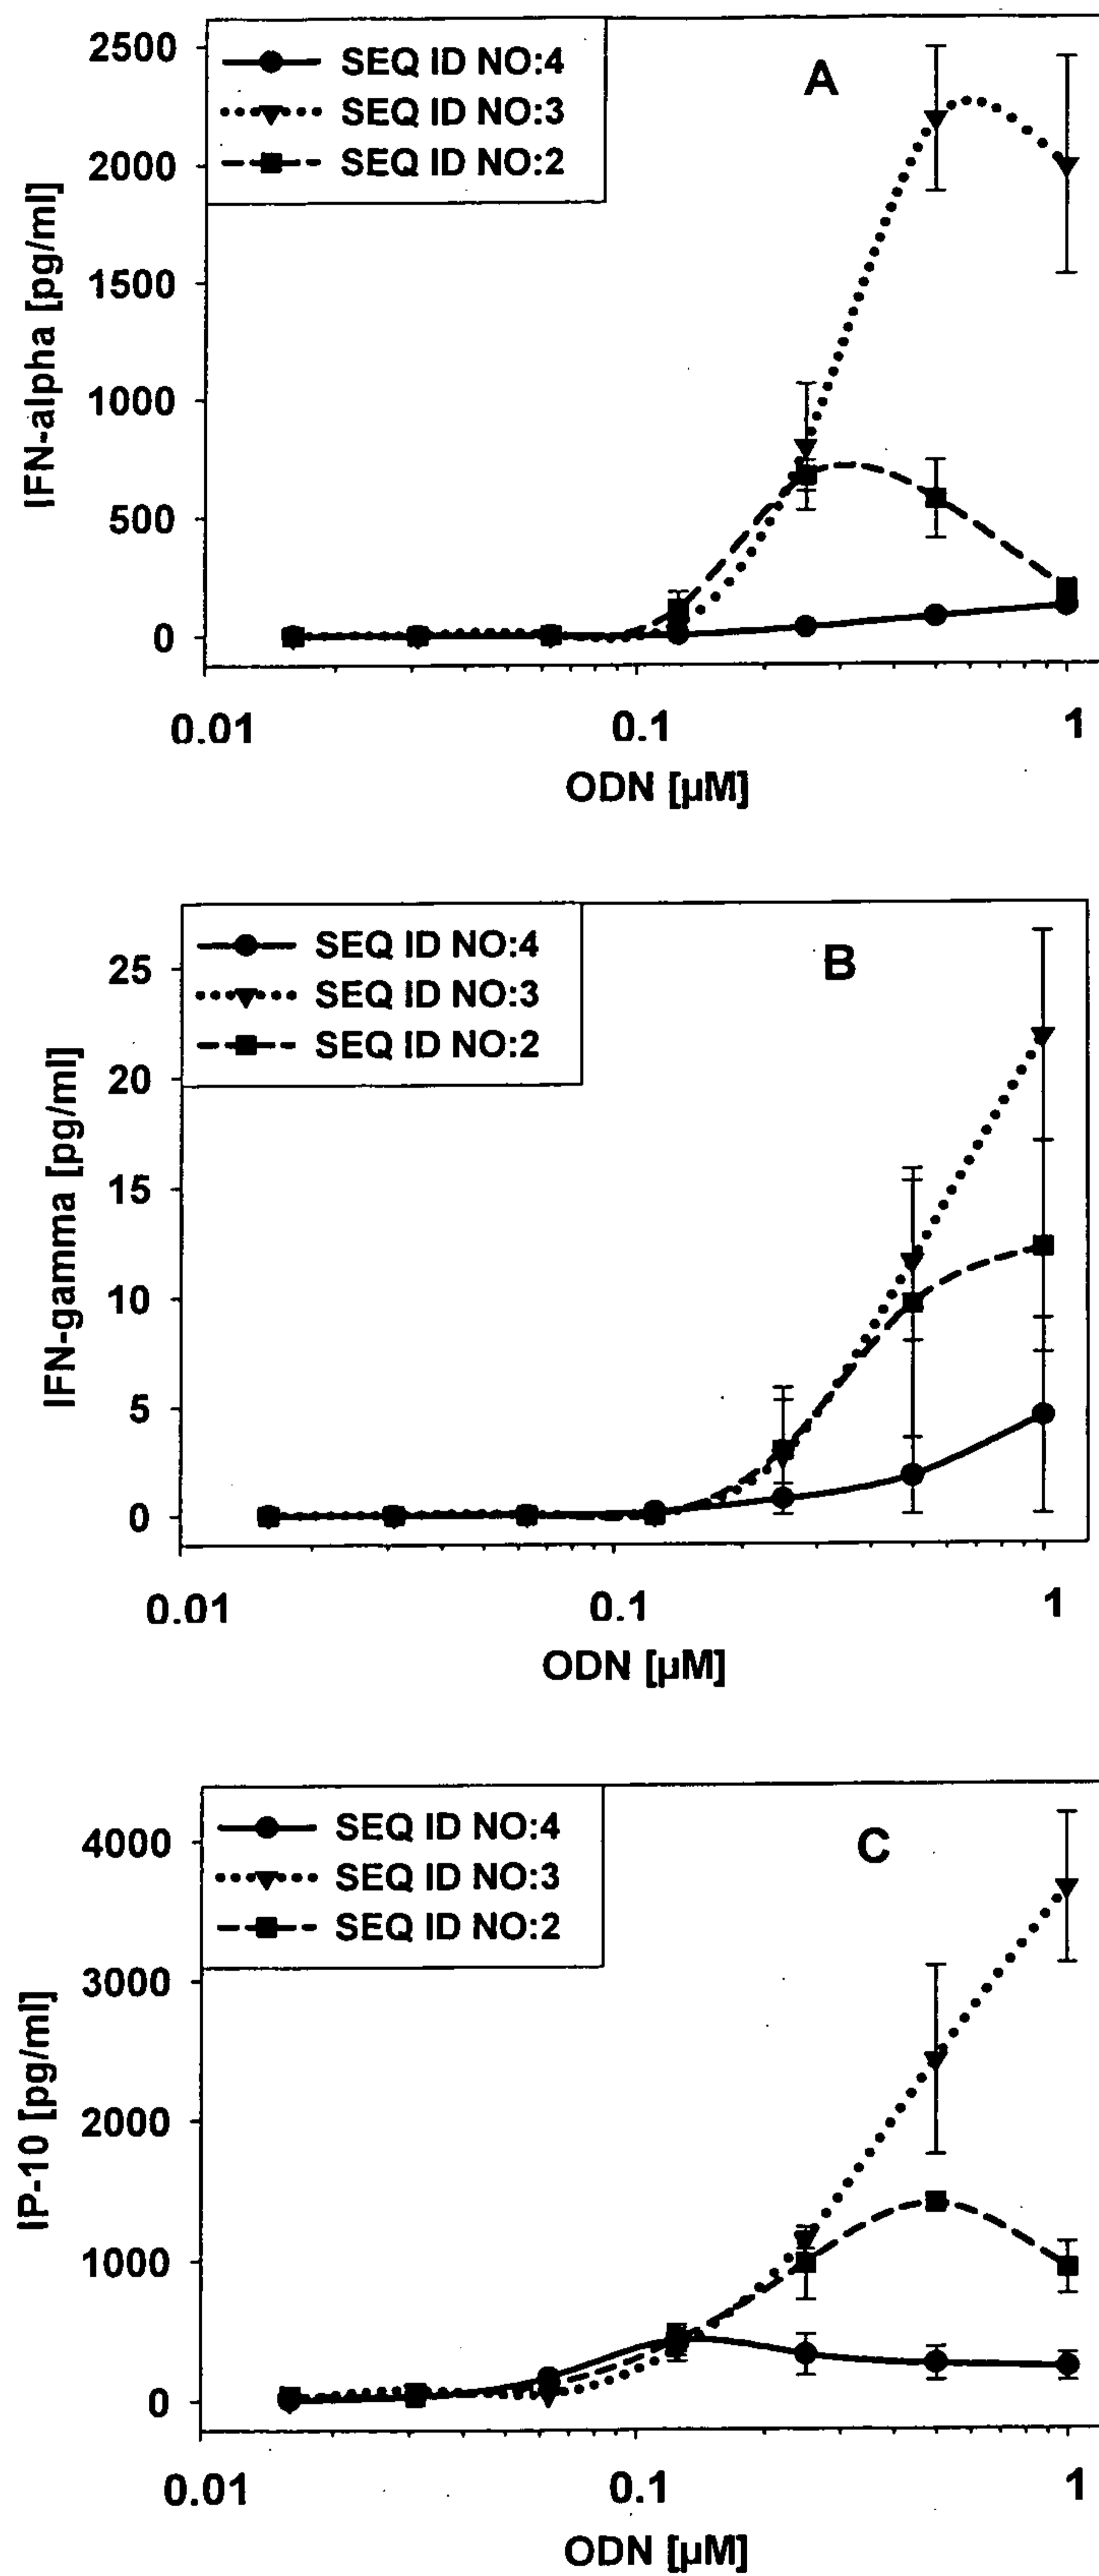 SEQ ID NO:4
SEQ ID NO:3
SEQ ID NO:2
A
2500
2000
1500
1000
500
0
IFN-alpha [pg/ml]
0.01
0.1
1
ODN [µM]
SEQ ID NO:4
SEQ ID NO:3
SEQ ID NO:2
B
25
20
15
10
5
0
IFN-gamma [pg/ml]
0.01
0.1
1
ODN [µM]
SEQ ID NO:4
SEQ ID NO:3
SEQ ID NO:2
C
4000
3000
2000
1000
0
IP-10 [pg/ml]
0.01
0.1
1
ODN [µM]